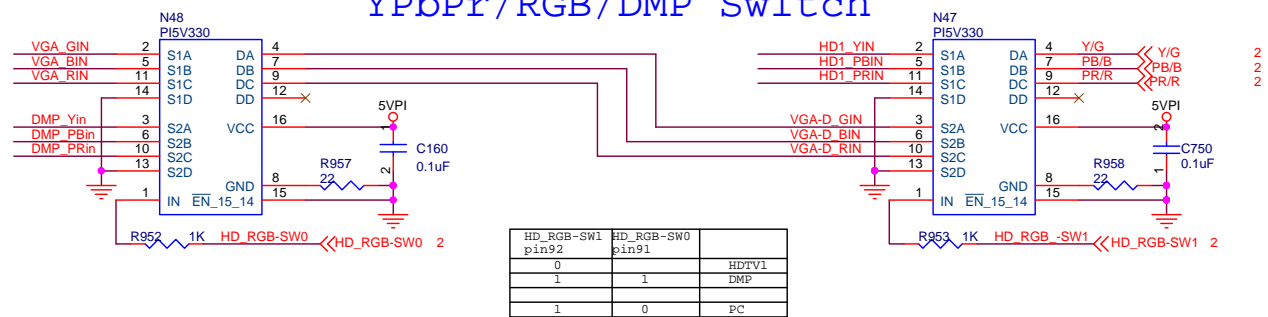 YPbPr/RGB/DMP Switch
N48
PI5V330
VGA_GIN 2 S1A DA 4
VGA_BIN 5 S1B DB 7
VGA_RIN 11 S1C DC 9
14 S1D DD 12
DMP_Yin 3 S2A VCC 16
DMP_PBin 6 S2B
DMP_PRin 10 S2C
13 S2D
GND 8
1 IN EN_15_14 15
5VPI
1
C160
0.1uF
2
R957
22
R952 1K HD_RGB-SW0 HD_RGB-SW0 2
N47
PI5V330
HD1_YIN 2 S1A DA 4 Y/G Y/G 2
HD1_PBIN 5 S1B DB 7 PB/B PB/B 2
HD1_PRIN 11 S1C DC 9 PR/R PR/R 2
14 S1D DD 12
VGA-D_GIN 3 S2A VCC 16
VGA-D_BIN 6 S2B
VGA-D_RIN 10 S2C
13 S2D
GND 8
1 IN EN_15_14 15
5VPI
2
C750
0.1uF
1
R958
22
R953 1K HD_RGB_-SW1 HD_RGB-SW1 2
HD_RGB-SW1 HD_RGB-SW0
pin92 pin91
0 HDTV1
1 1 DMP
1 0 PC